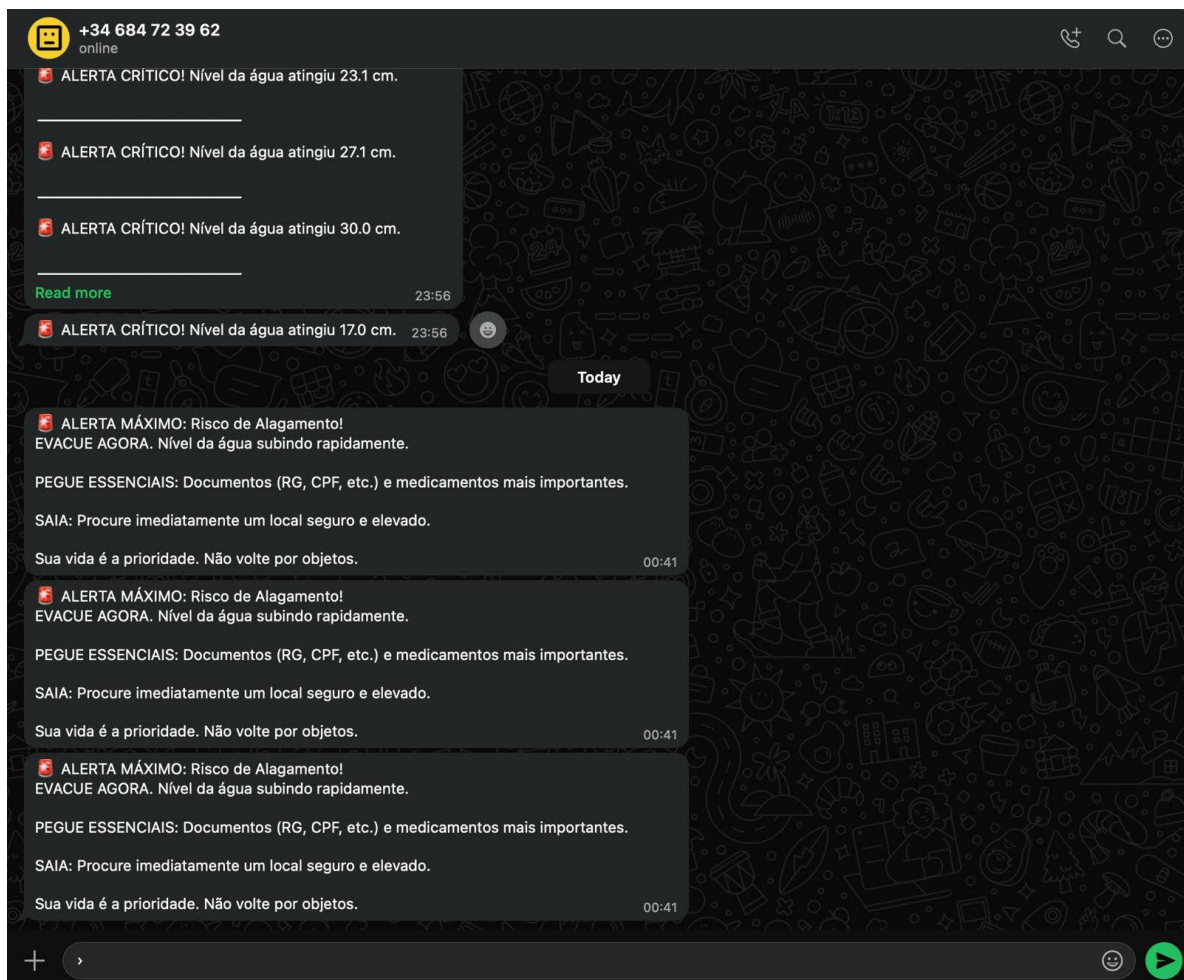 +34 684 72 39 62
online
🚨 ALERTA CRÍTICO! Nível da água atingiu 23.1 cm.
🚨 ALERTA CRÍTICO! Nível da água atingiu 27.1 cm.
🚨 ALERTA CRÍTICO! Nível da água atingiu 30.0 cm.
Read more 23:56
🚨 ALERTA CRÍTICO! Nível da água atingiu 17.0 cm. 23:56
Today
🚨 ALERTA MÁXIMO: Risco de Alagamento!
EVACUE AGORA. Nível da água subindo rapidamente.
PEGUE ESSENCIAIS: Documentos (RG, CPF, etc.) e medicamentos mais importantes.
SAIA: Procure imediatamente um local seguro e elevado.
Sua vida é a prioridade. Não volte por objetos. 00:41
🚨 ALERTA MÁXIMO: Risco de Alagamento!
EVACUE AGORA. Nível da água subindo rapidamente.
PEGUE ESSENCIAIS: Documentos (RG, CPF, etc.) e medicamentos mais importantes.
SAIA: Procure imediatamente um local seguro e elevado.
Sua vida é a prioridade. Não volte por objetos. 00:41
🚨 ALERTA MÁXIMO: Risco de Alagamento!
EVACUE AGORA. Nível da água subindo rapidamente.
PEGUE ESSENCIAIS: Documentos (RG, CPF, etc.) e medicamentos mais importantes.
SAIA: Procure imediatamente um local seguro e elevado.
Sua vida é a prioridade. Não volte por objetos. 00:41
›